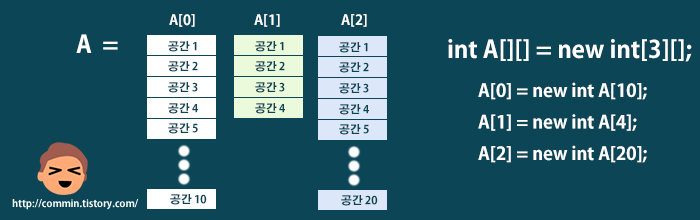 A[0] A[1] A[2]
A =
공간 1 공간 1 공간 1
공간 2 공간 2 공간 2
공간 3 공간 3 공간 3
공간 4 공간 4 공간 4
공간 5 공간 5
공간 10 공간 20
int A[][] = new int[3][];
A[0] = new int A[10];
A[1] = new int A[4];
A[2] = new int A[20];
http://commin.tistory.com/